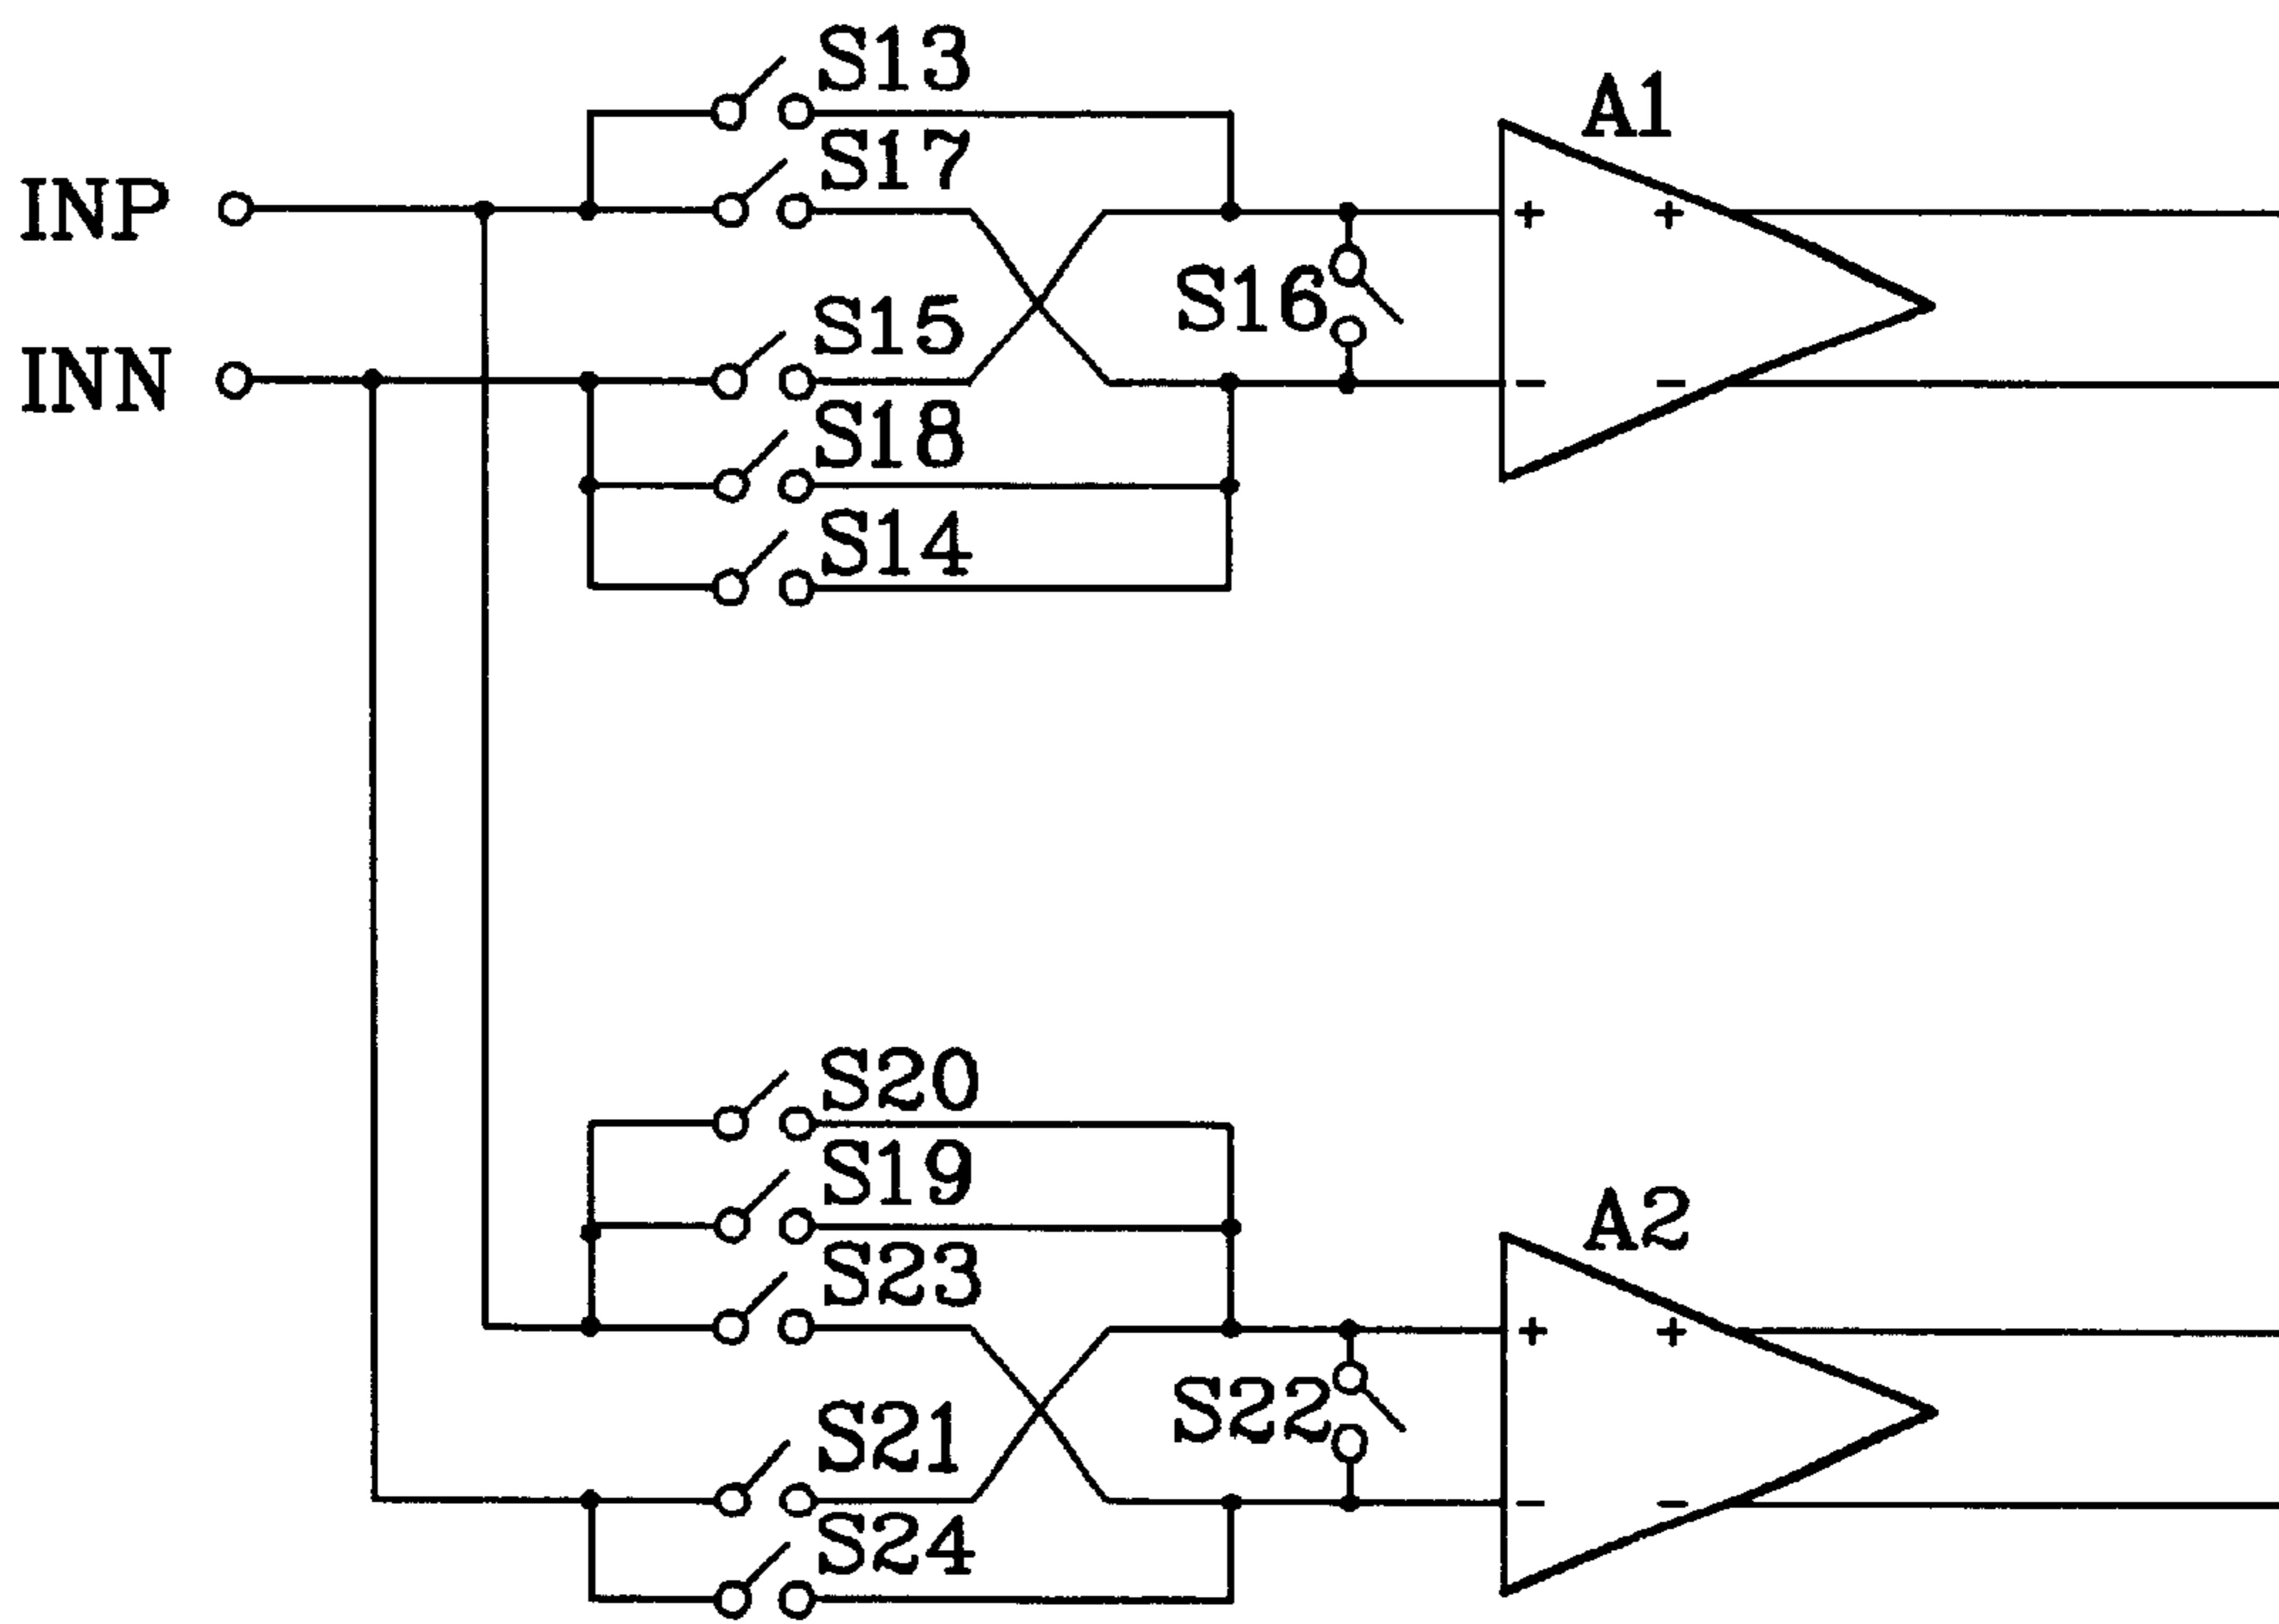 S13
A1
S17
INP
+ +
S16
S15
INN
- -
S18
S14
S20
S19
A2
S23
+ +
S22
S21
- -
S24